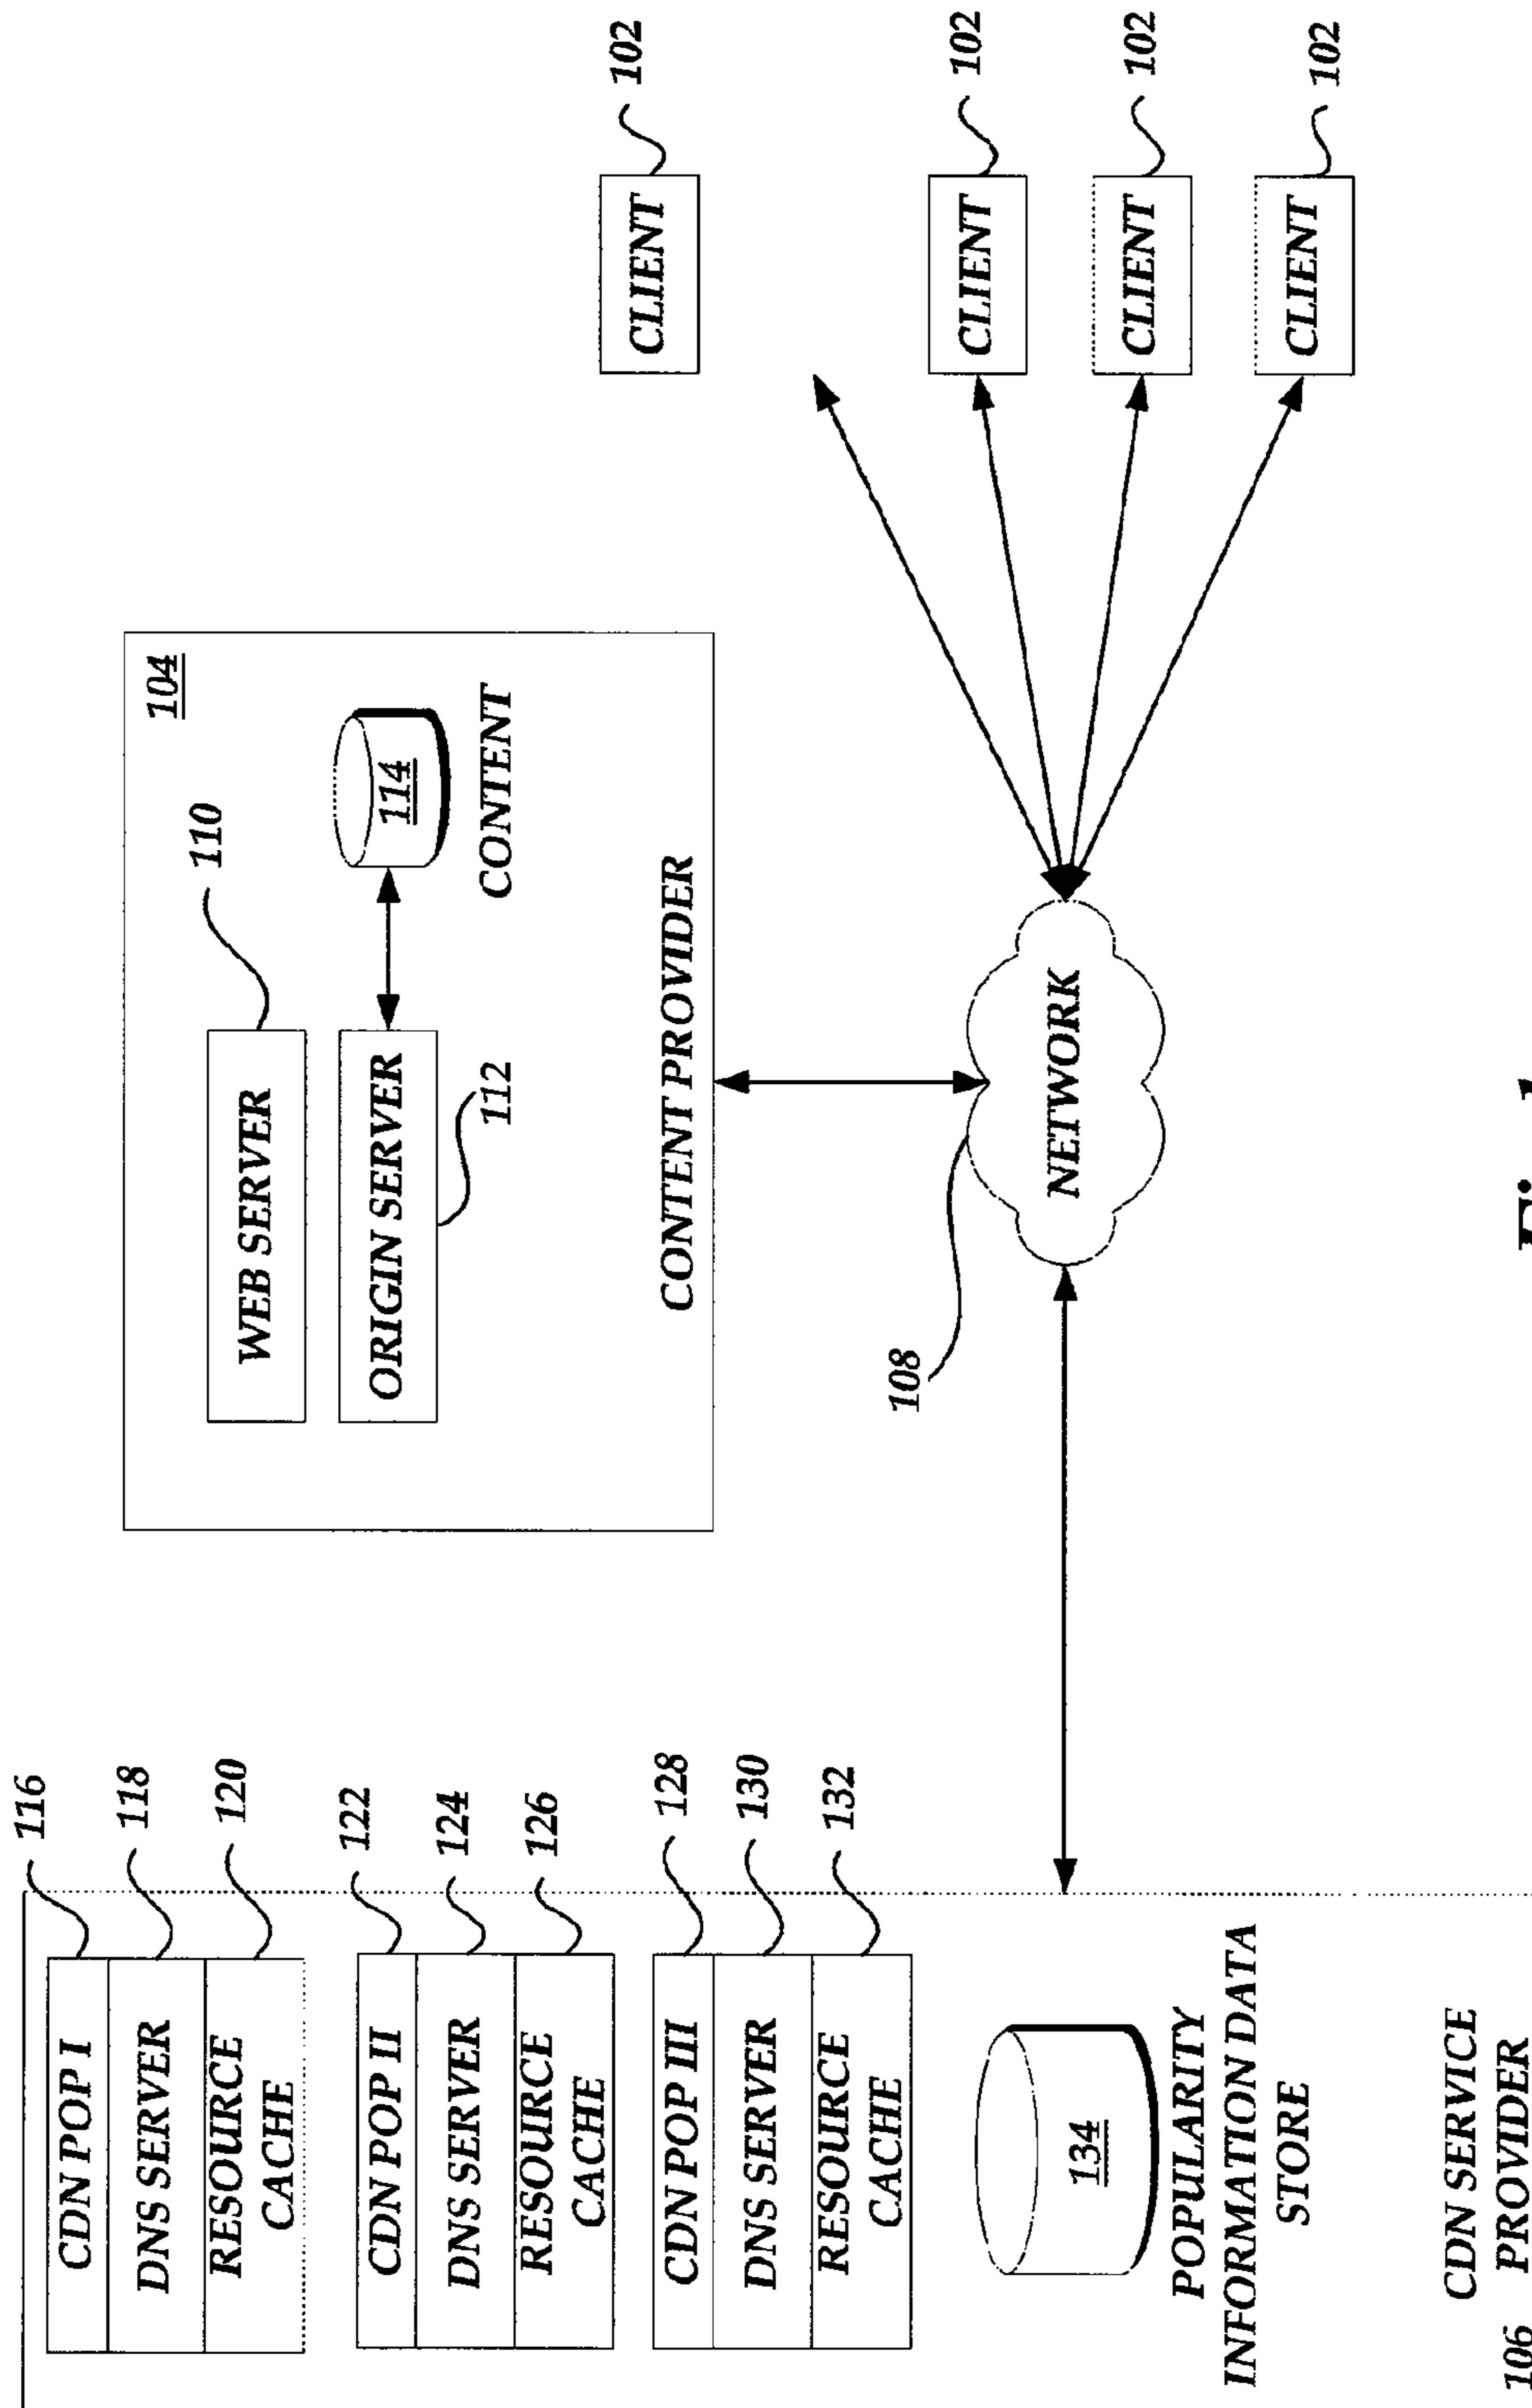 CDN POP I
116
DNS SERVER
118
RESOURCE
CACHE
120
CDN POP II
122
DNS SERVER
124
RESOURCE
CACHE
126
CDN POP III
128
DNS SERVER
130
RESOURCE
CACHE
132
134
POPULARITY
INFORMATION DATA
STORE
CDN SERVICE
PROVIDER
106
104
WEB SERVER
110
ORIGIN SERVER
112
114
CONTENT
CONTENT PROVIDER
108
NETWORK
CLIENT
102
CLIENT
102
CLIENT
102
CLIENT
102